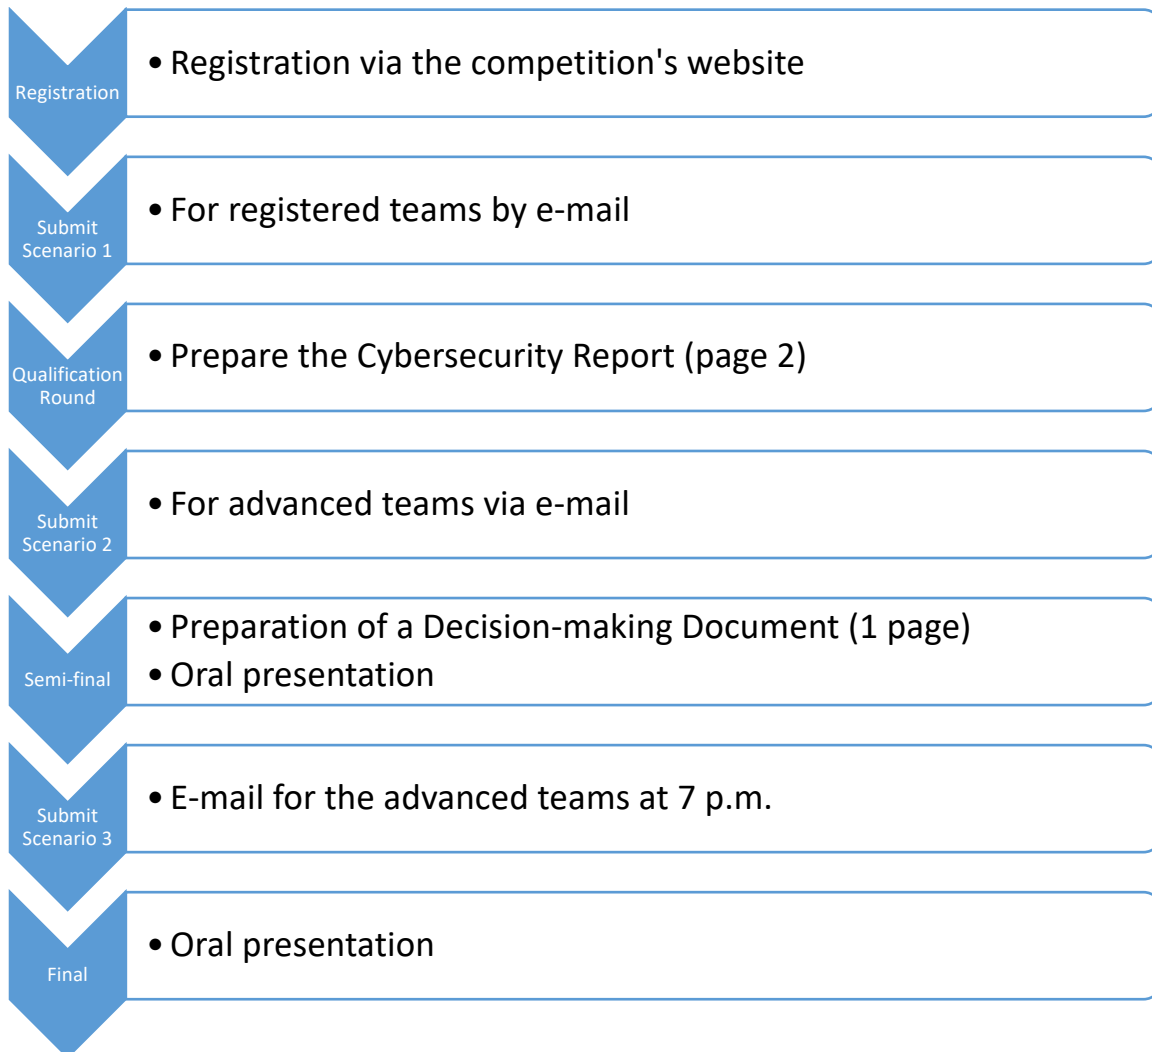 Registration
• Registration via the competition's website
Submit
Scenario 1
• For registered teams by e-mail
Qualification
Round
• Prepare the Cybersecurity Report (page 2)
Submit
Scenario 2
• For advanced teams via e-mail
Semi-final
• Preparation of a Decision-making Document (1 page)
• Oral presentation
Submit
Scenario 3
• E-mail for the advanced teams at 7 p.m.
Final
• Oral presentation